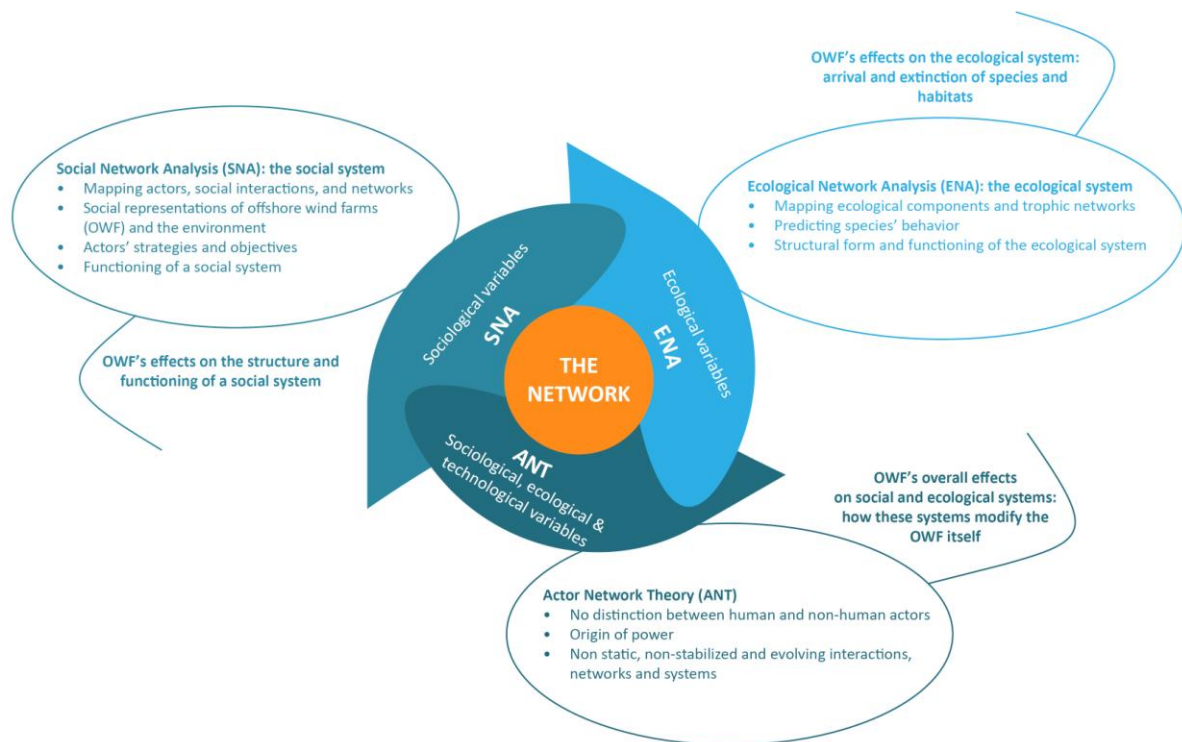 OWF's effects on the ecological system:
arrival and extinction of species and
habitats
Social Network Analysis (SNA): the social system
• Mapping actors, social interactions, and networks
• Social representations of offshore wind farms
(OWF) and the environment
• Actors' strategies and objectives
• Functioning of a social system
Ecological Network Analysis (ENA): the ecological system
• Mapping ecological components and trophic networks
• Predicting species' behavior
• Structural form and functioning of the ecological system
OWF's effects on the structure and
functioning of a social system
Sociological variables
SNA
Ecological variables
ENA
THE
NETWORK
ANT
Sociological, ecological &
technological variables
OWF's overall effects
on social and ecological systems:
how these systems modify the
OWF itself
Actor Network Theory (ANT)
• No distinction between human and non-human actors
• Origin of power
• Non static, non-stabilized and evolving interactions,
networks and systems